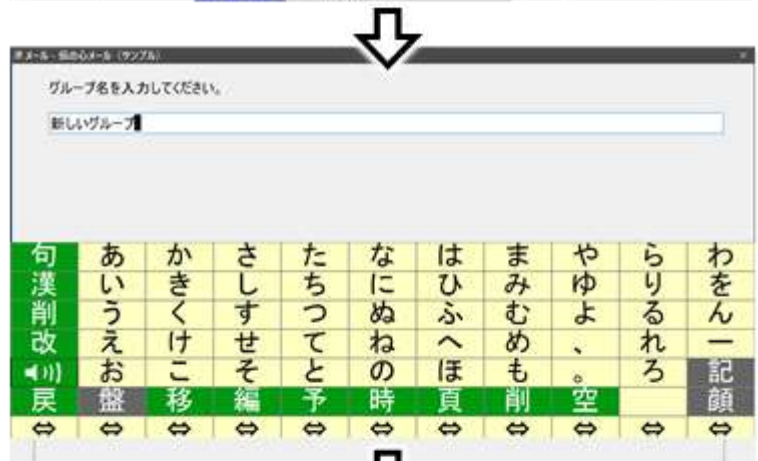 メール - 伝の心メール (サンプル)
グループ名を入力してください。
新しいグループ
句 あ か さ た な は ま や ら わ
漢 い き し ち に ひ み ゆ り を
削 う く す つ ぬ ふ む よ る ん
改 え け せ て ね へ め 、 れ ー
お こ そ と の ほ も 。 ろ 記
戻 盤 移 編 予 時 頁 削 空 顔
⇔ ⇔ ⇔ ⇔ ⇔ ⇔ ⇔ ⇔ ⇔ ⇔ ⇔